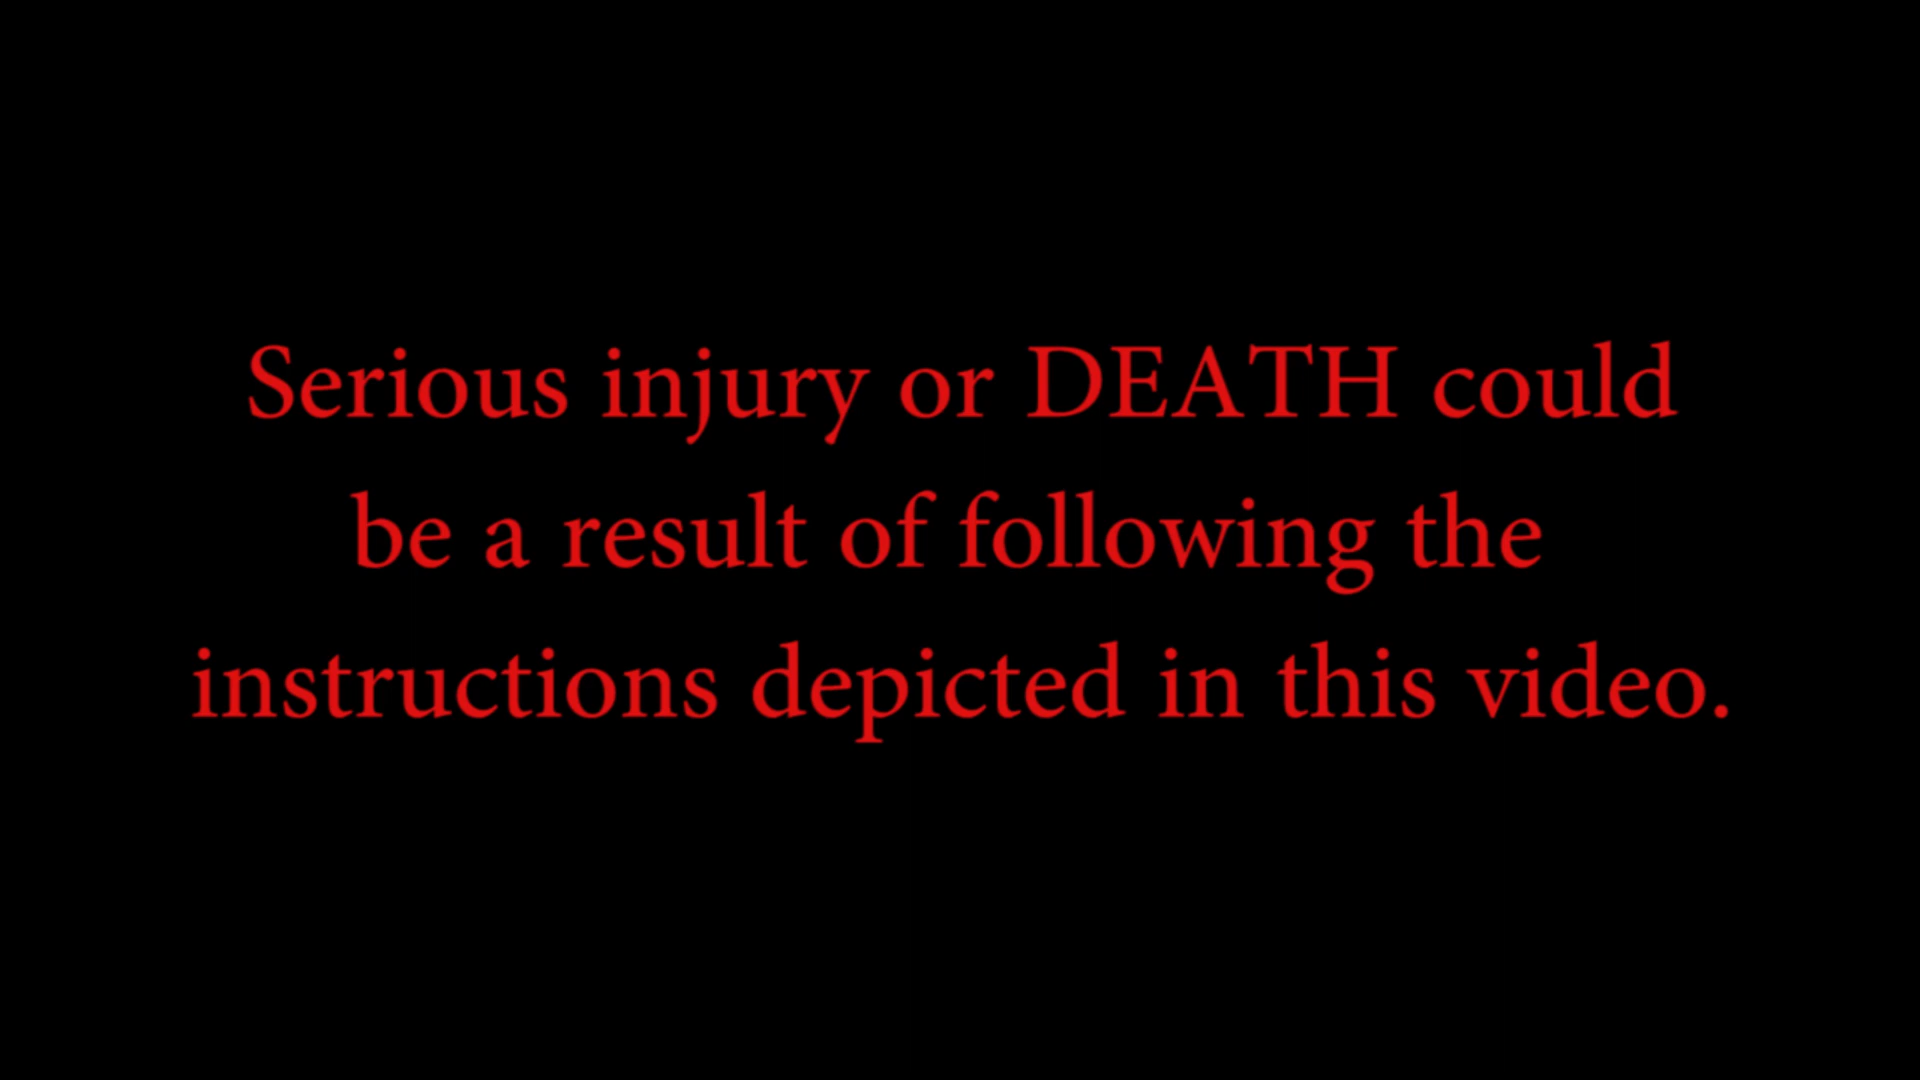 Serious injury or DEATH could
be a result of following the
instructions depicted in this video.